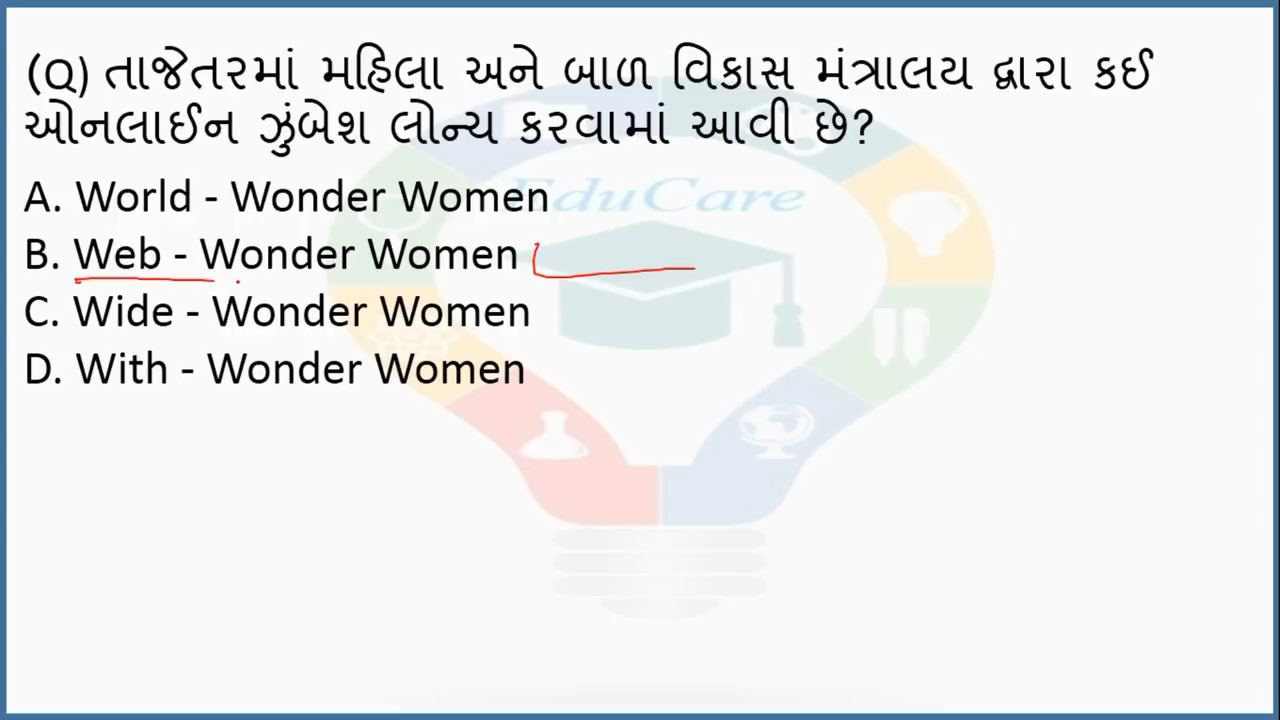 (Q) તાજેતરમાં મહિલા અને બાળ વિકાસ મંત્રાલય દ્વારા કઈ
ઓનલાઈન ઝુંબેશ લોન્ચ કરવામાં આવી છે?
A. World - Wonder Women
EduCare
B. Web - Wonder Women
C. Wide - Wonder Women
D. With - Wonder Women